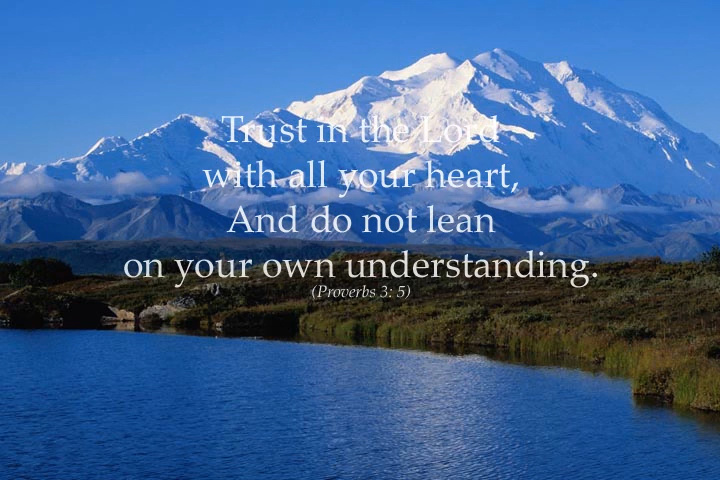 Trust in the Lord
with all your heart,
And do not lean
on your own understanding.
(Proverbs 3: 5)